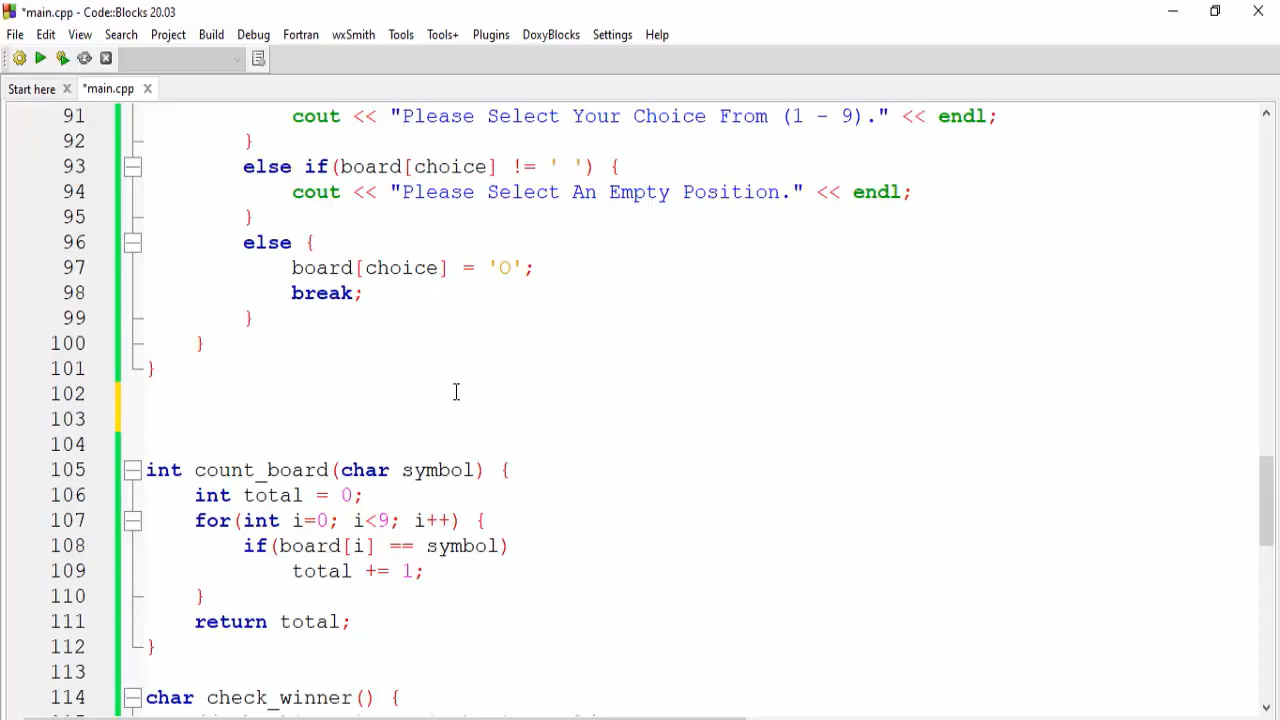 *main.cpp - Code::Blocks 20.03
File Edit View Search Project Build Debug Fortran wxSmith Tools Tools+ Plugins DoxyBlocks Settings Help
Start here *main.cpp
91 cout << "Please Select Your Choice From (1 - 9)." << endl;
92 }
93 else if(board[choice] != ' ') {
94 cout << "Please Select An Empty Position." << endl;
95 }
96 else {
97 board[choice] = 'O';
98 break;
99 }
100 }
101 }
102
103
104
105 int count_board(char symbol) {
106 int total = 0;
107 for(int i=0; i<9; i++) {
108 if(board[i] == symbol)
109 total += 1;
110 }
111 return total;
112 }
113
114 char check_winner() {